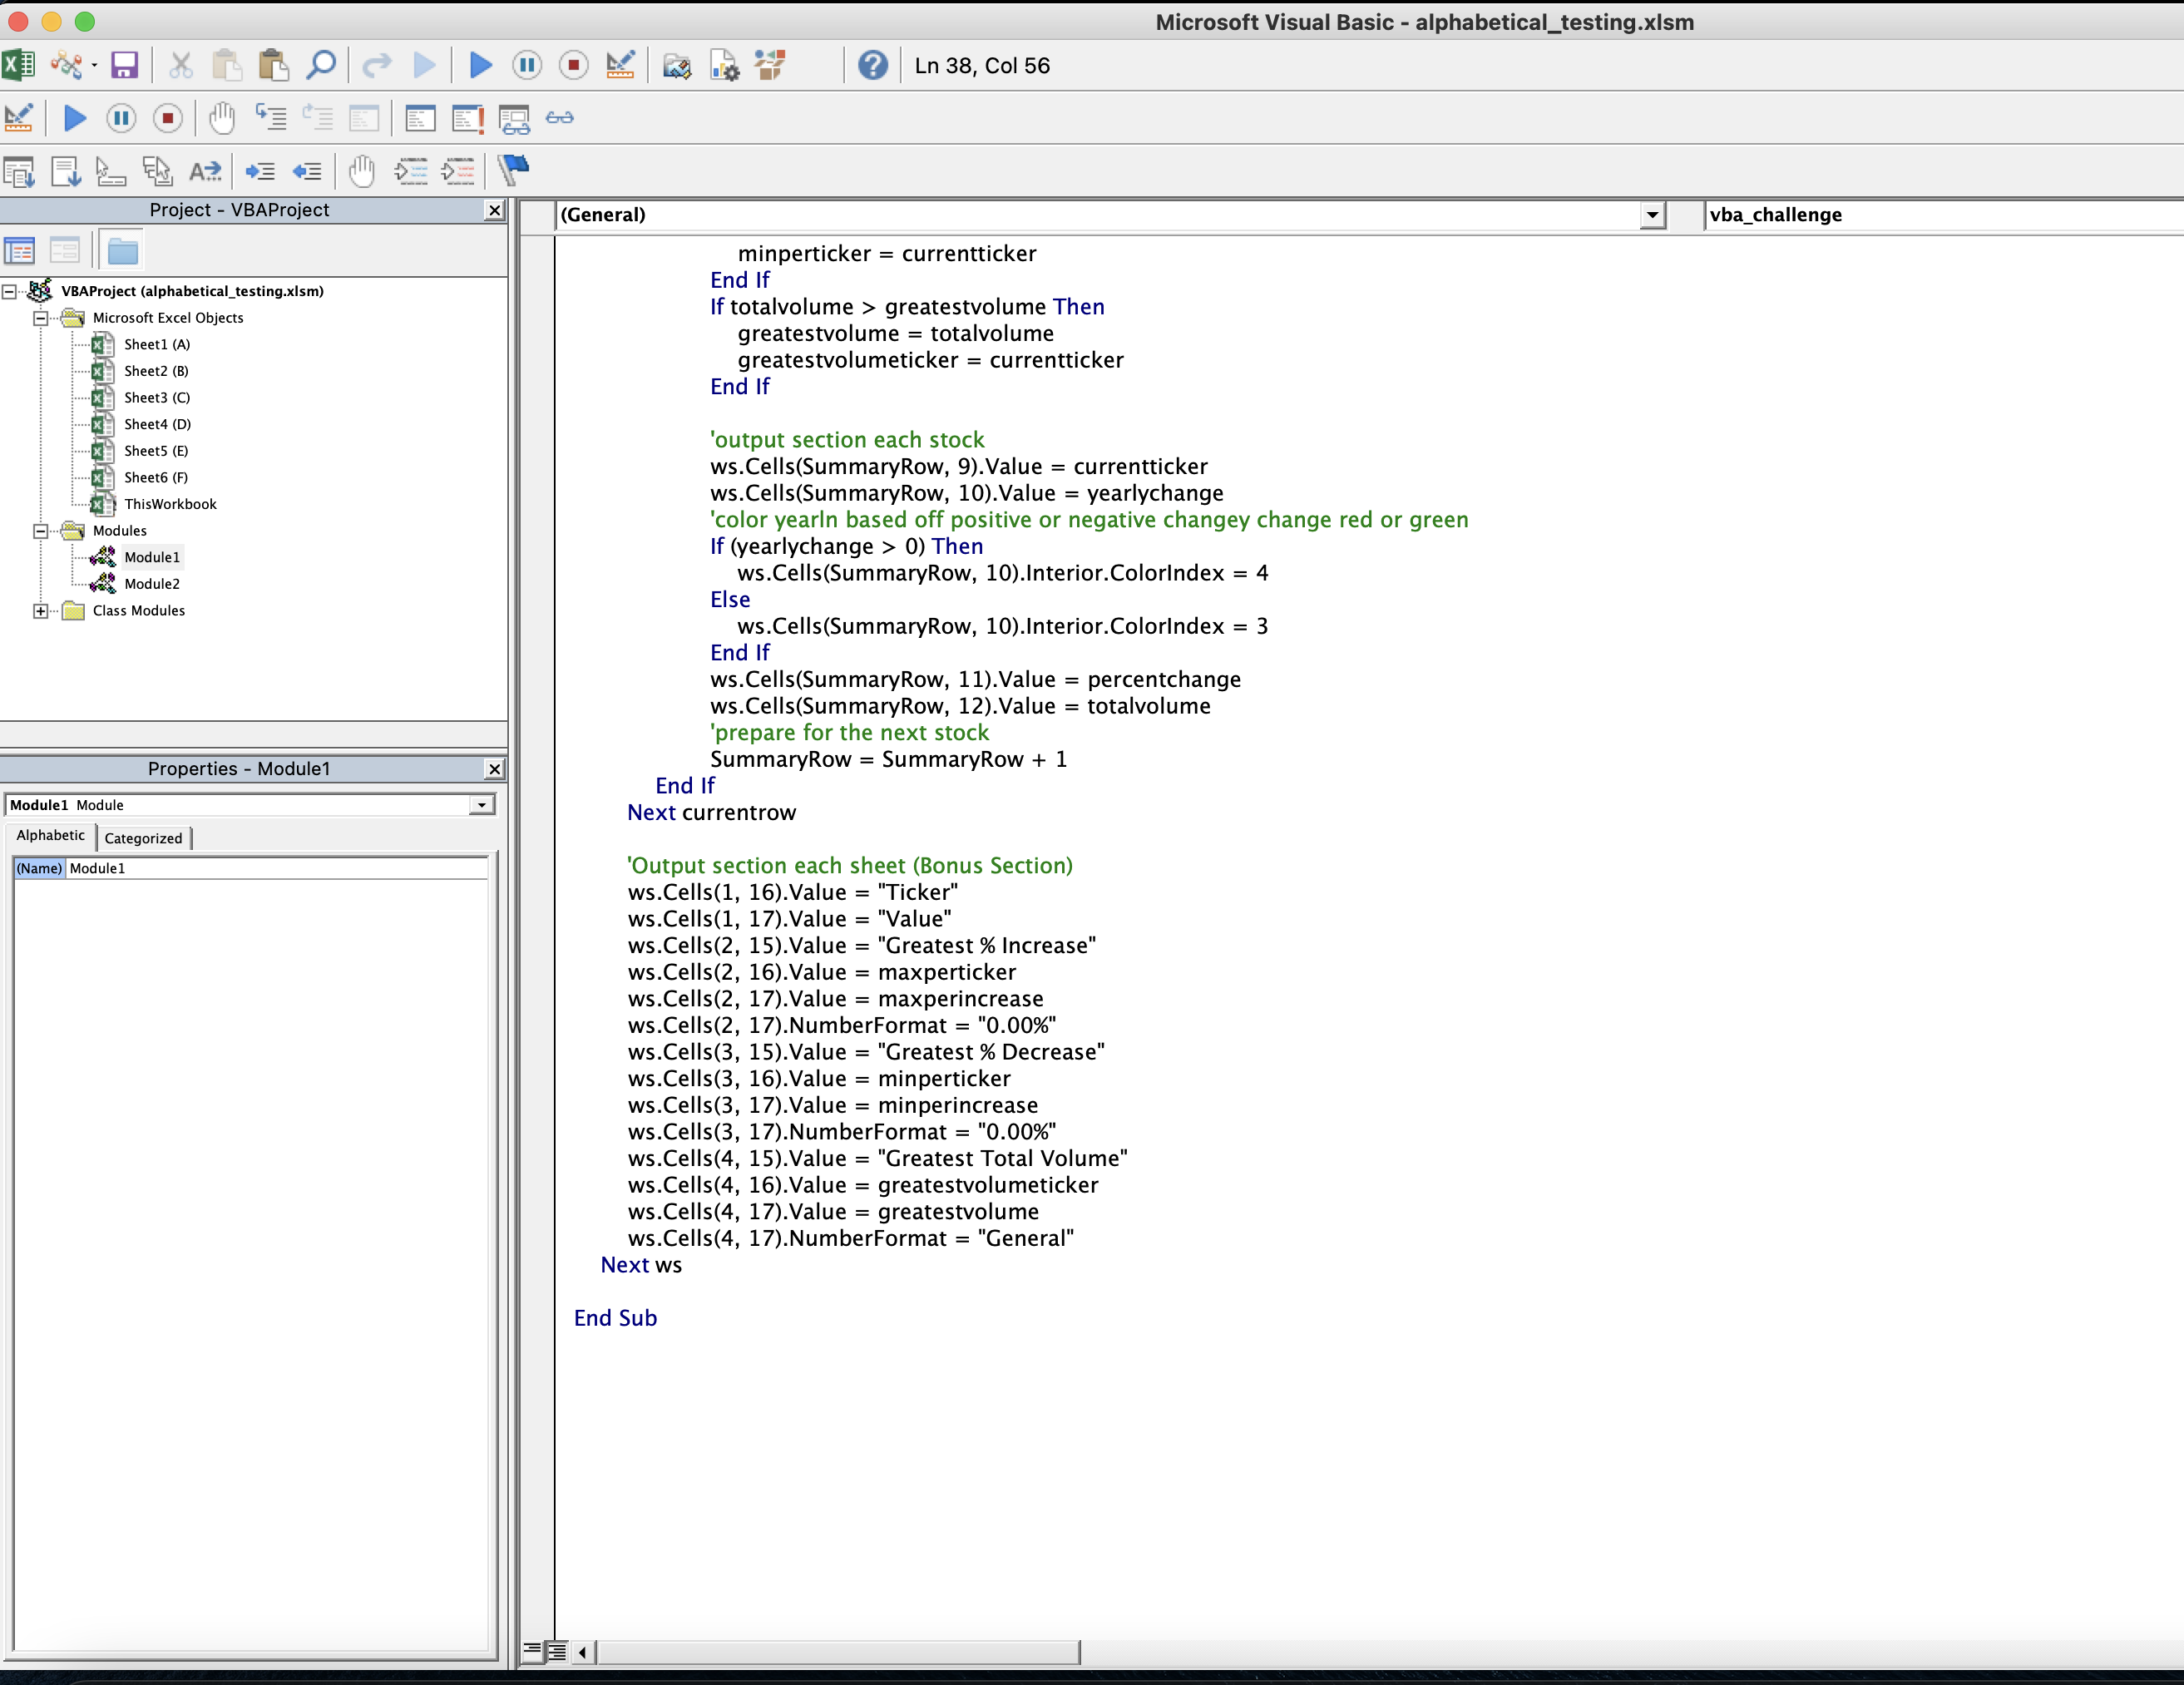 Microsoft Visual Basic - alphabetical_testing.xlsm
Ln 38, Col 56
Project - VBAProject
VBAProject (alphabetical_testing.xlsm)
Microsoft Excel Objects
Sheet1 (A)
Sheet2 (B)
Sheet3 (C)
Sheet4 (D)
Sheet5 (E)
Sheet6 (F)
ThisWorkbook
Modules
Module1
Module2
Class Modules
Properties - Module1
Module1 Module
Alphabetic
Categorized
(Name) Module1
(General)
vba_challenge
minperticker = currentticker
End If
If totalvolume > greatestvolume Then
greatestvolume = totalvolume
greatestvolumeticker = currentticker
End If
'output section each stock
ws.Cells(SummaryRow, 9).Value = currentticker
ws.Cells(SummaryRow, 10).Value = yearlychange
'color yearln based off positive or negative changey change red or green
If (yearlychange > 0) Then
ws.Cells(SummaryRow, 10).Interior.ColorIndex = 4
Else
ws.Cells(SummaryRow, 10).Interior.ColorIndex = 3
End If
ws.Cells(SummaryRow, 11).Value = percentchange
ws.Cells(SummaryRow, 12).Value = totalvolume
'prepare for the next stock
SummaryRow = SummaryRow + 1
End If
Next currentrow
'Output section each sheet (Bonus Section)
ws.Cells(1, 16).Value = "Ticker"
ws.Cells(1, 17).Value = "Value"
ws.Cells(2, 15).Value = "Greatest % Increase"
ws.Cells(2, 16).Value = maxperticker
ws.Cells(2, 17).Value = maxperincrease
ws.Cells(2, 17).NumberFormat = "0.00%"
ws.Cells(3, 15).Value = "Greatest % Decrease"
ws.Cells(3, 16).Value = minperticker
ws.Cells(3, 17).Value = minperincrease
ws.Cells(3, 17).NumberFormat = "0.00%"
ws.Cells(4, 15).Value = "Greatest Total Volume"
ws.Cells(4, 16).Value = greatestvolumeticker
ws.Cells(4, 17).Value = greatestvolume
ws.Cells(4, 17).NumberFormat = "General"
Next ws
End Sub